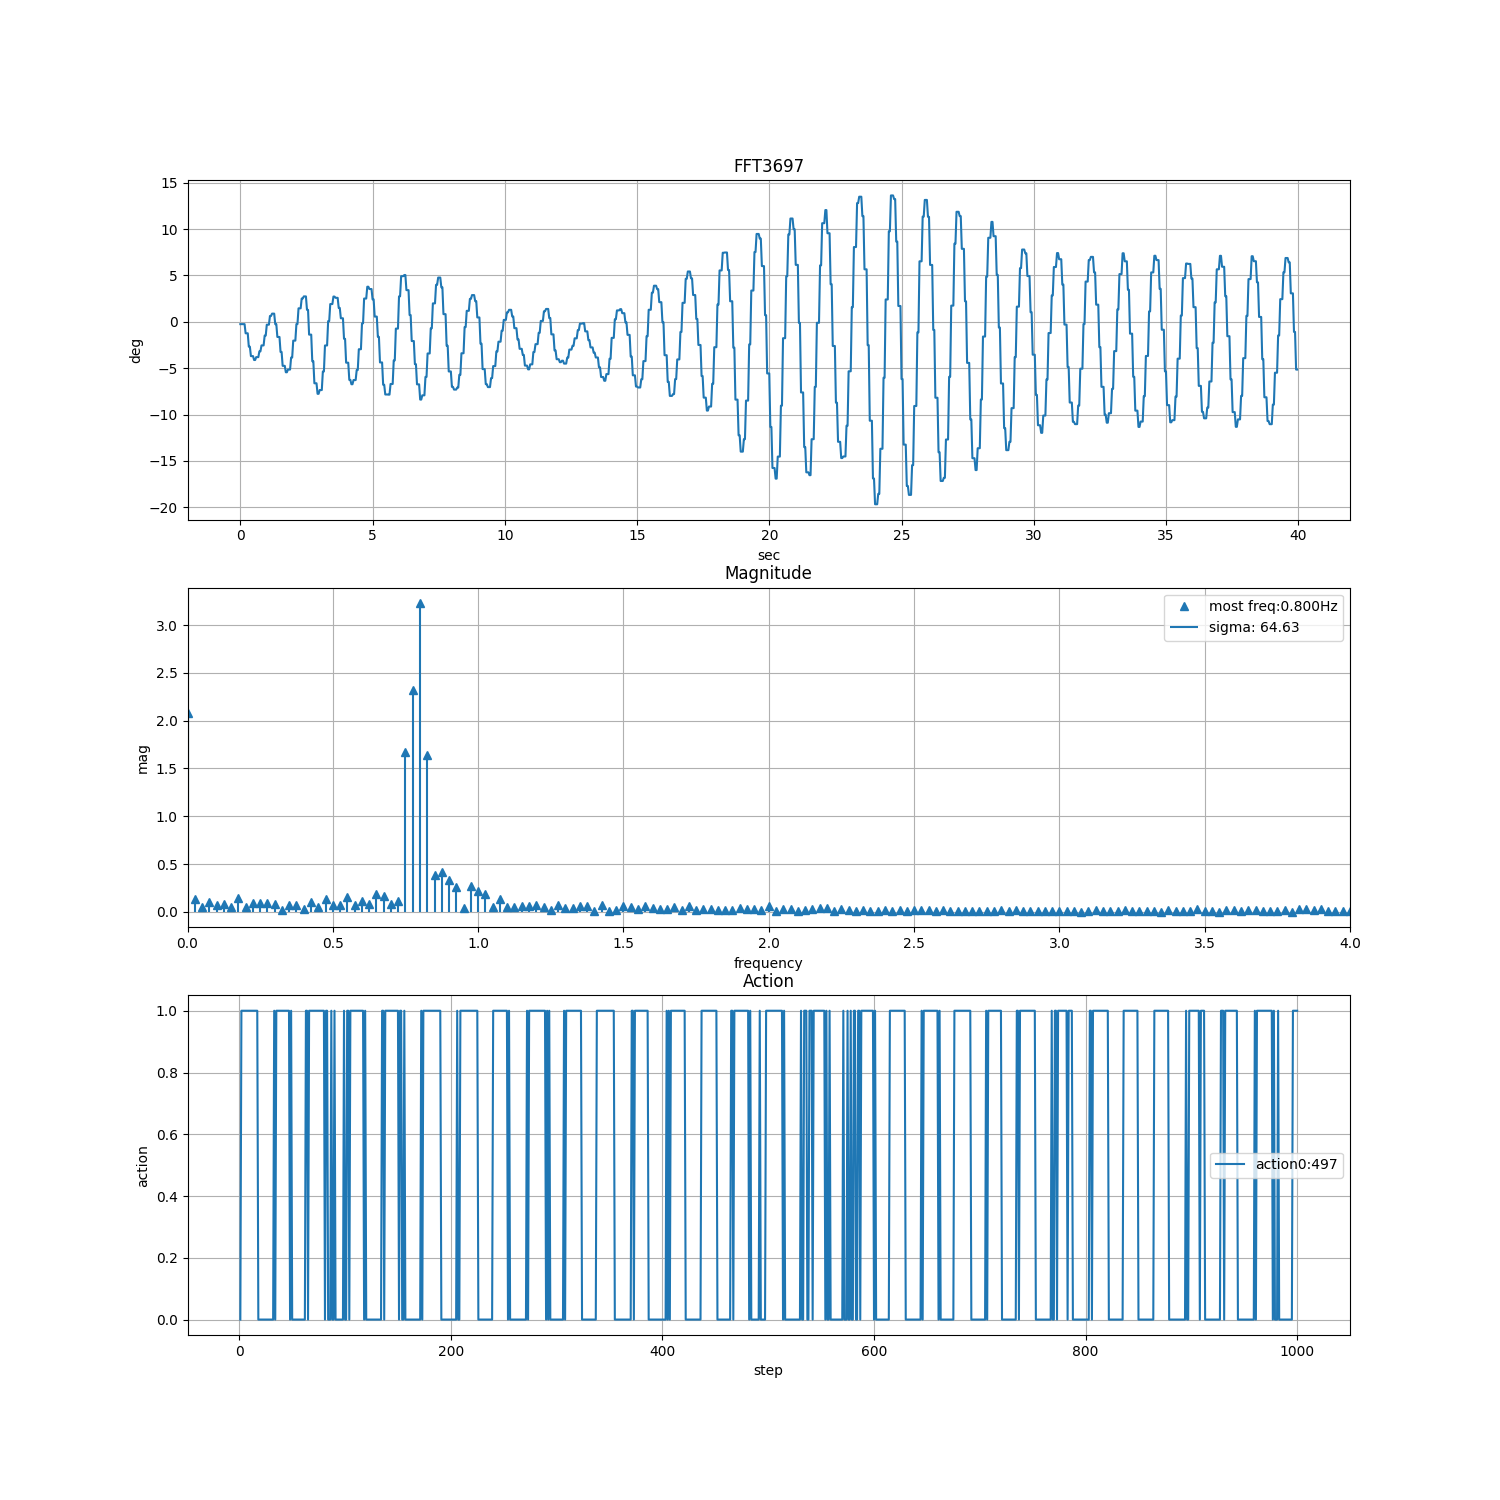 FFT3697
15
10
5
0
−5
−10
−15
−20
deg
0 5 10 15 20 25 30 35 40
sec
Magnitude
most freq:0.800Hz
sigma: 64.63
3.0
2.5
2.0
1.5
1.0
0.5
0.0
mag
0.0 0.5 1.0 1.5 2.0 2.5 3.0 3.5 4.0
frequency
Action
1.0
0.8
0.6
0.4
0.2
0.0
action
action0:497
0 200 400 600 800 1000
step